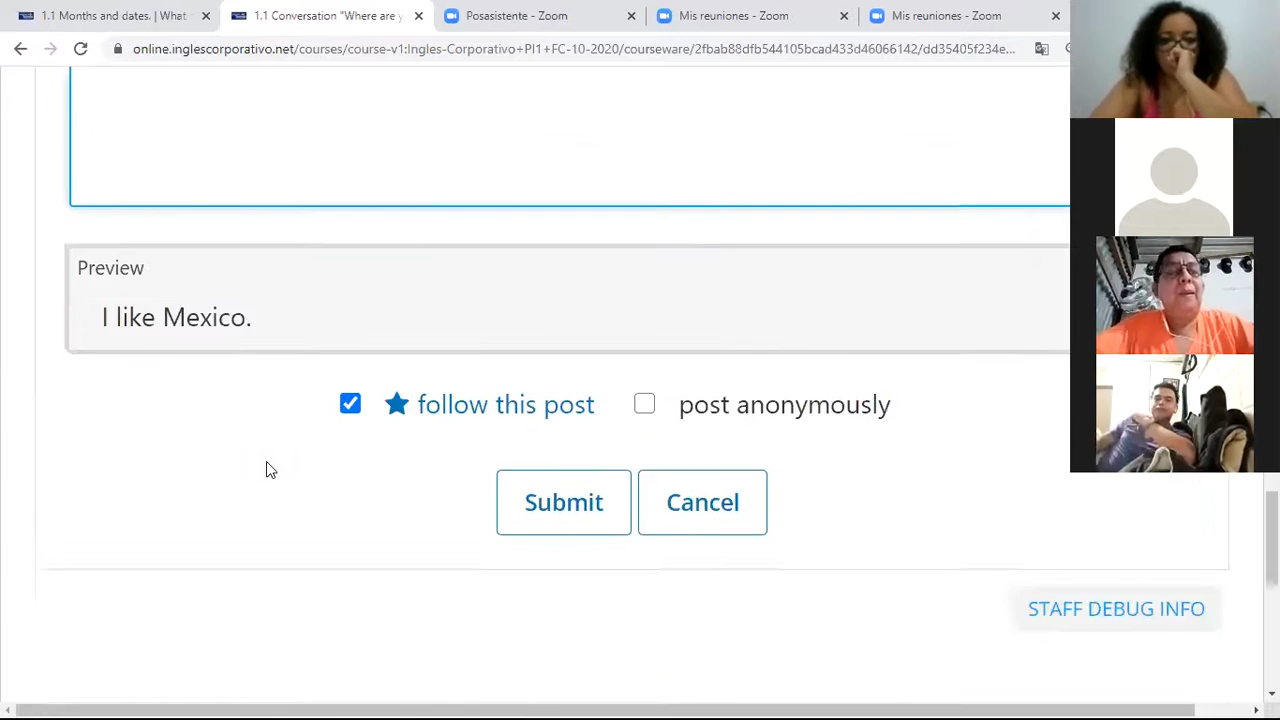 1.1 Months and dates. | What
1.1 Conversation "Where are y
Posasistente - Zoom
Mis reuniones - Zoom
Mis reuniones - Zoom
online.inglescorporativo.net/courses/course-v1:Ingles-Corporativo+PI1+FC-10-2020/courseware/2fbab88dfb544105bcad433d46066142/dd35405f234e...
Preview
I like Mexico.
follow this post
post anonymously
Submit
Cancel
STAFF DEBUG INFO